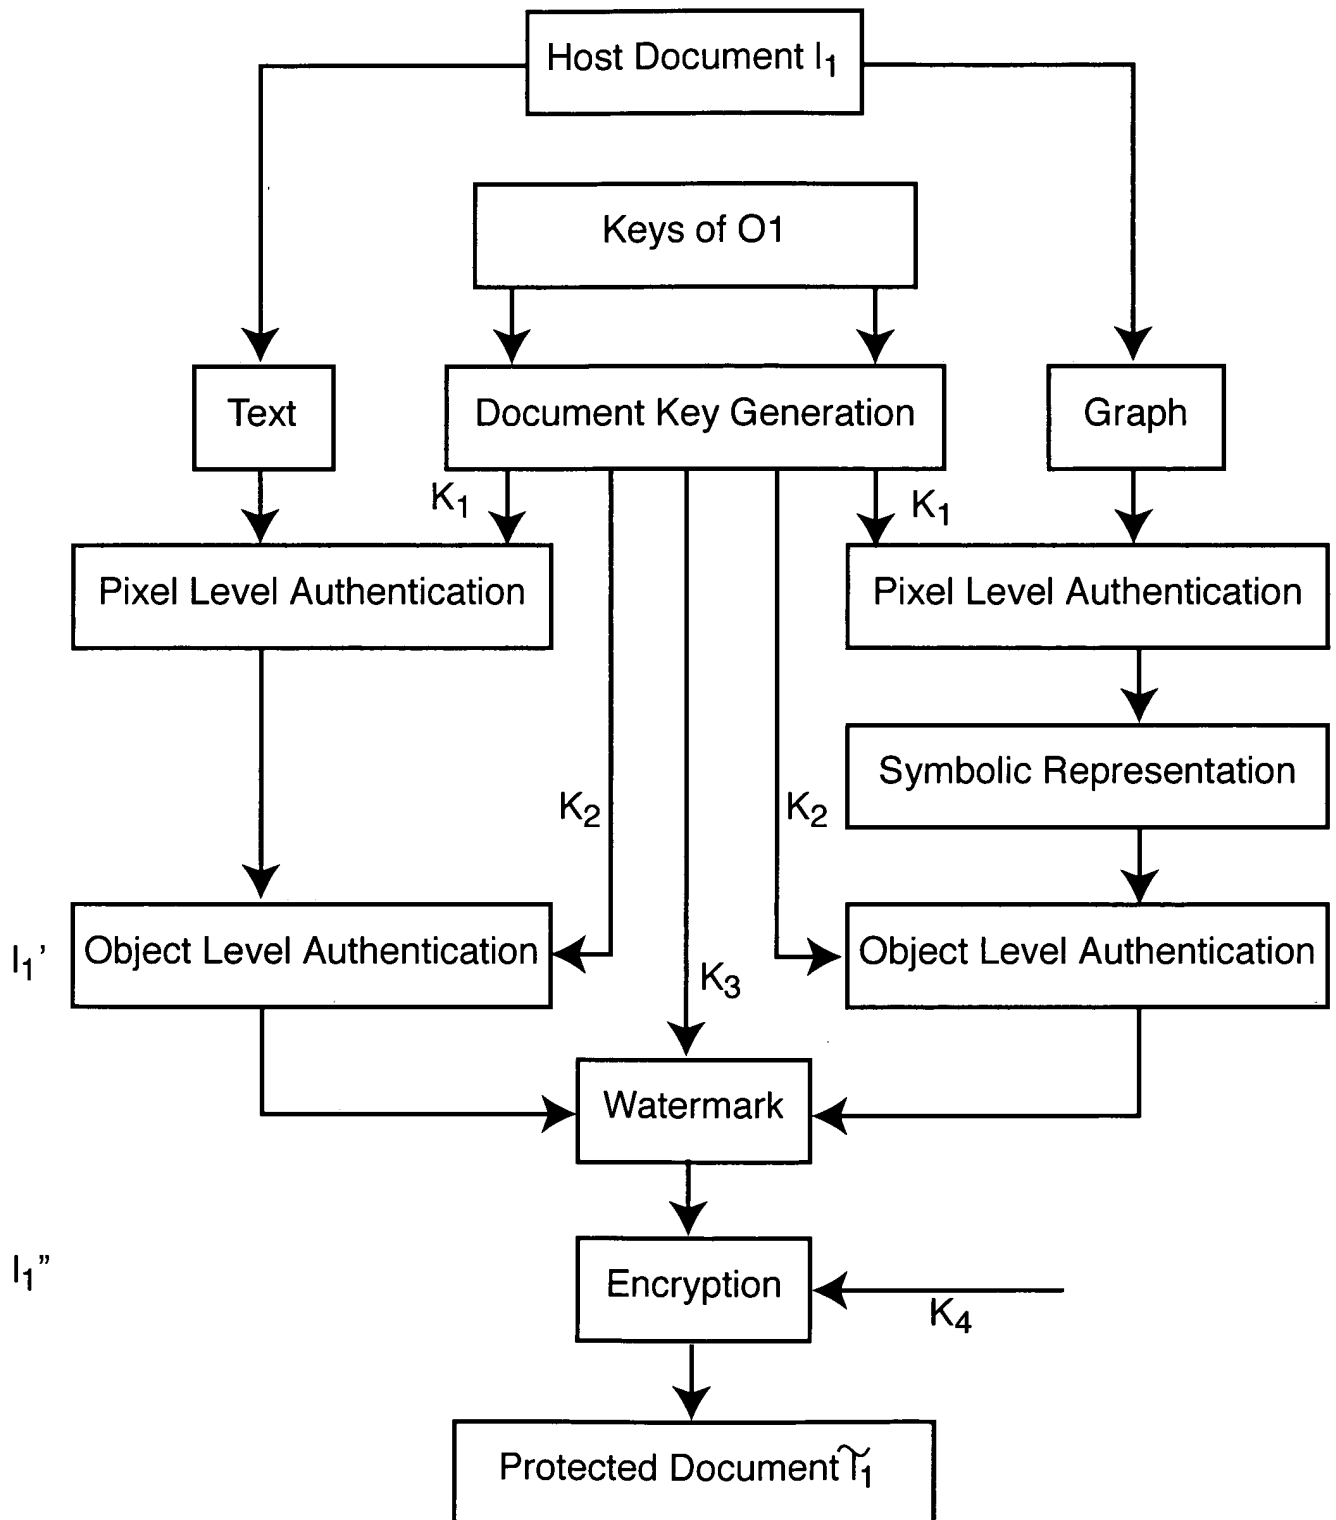 Host Document I₁
Keys of O1
Text
Document Key Generation
Graph
K₁
K₁
Pixel Level Authentication
Pixel Level Authentication
Symbolic Representation
K₂
K₂
I₁’
Object Level Authentication
Object Level Authentication
K₃
Watermark
I₁”
Encryption
K₄
Protected Document Ĩ₁